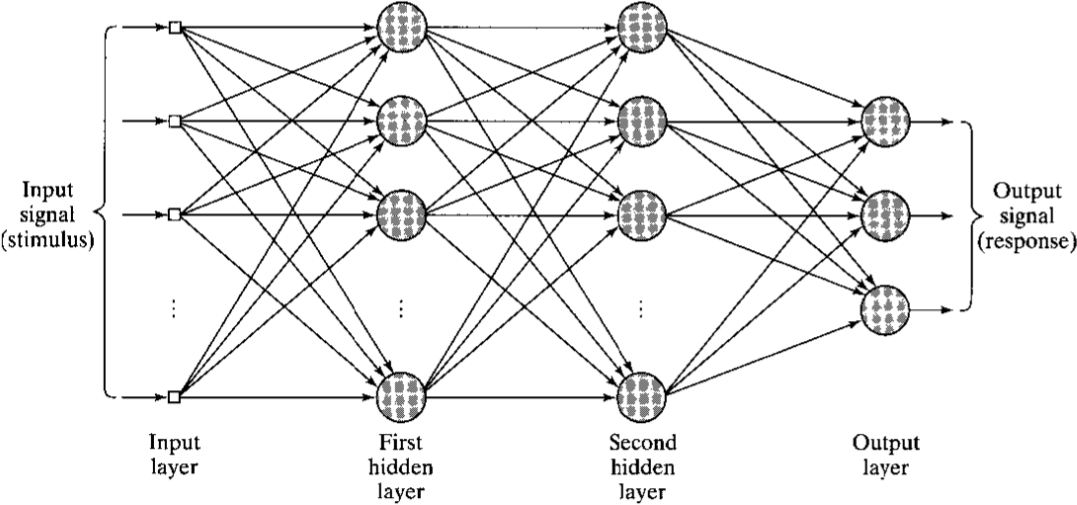 Input
signal
(stimulus)
Output
signal
(response)
Input
layer
First
hidden
layer
Second
hidden
layer
Output
layer